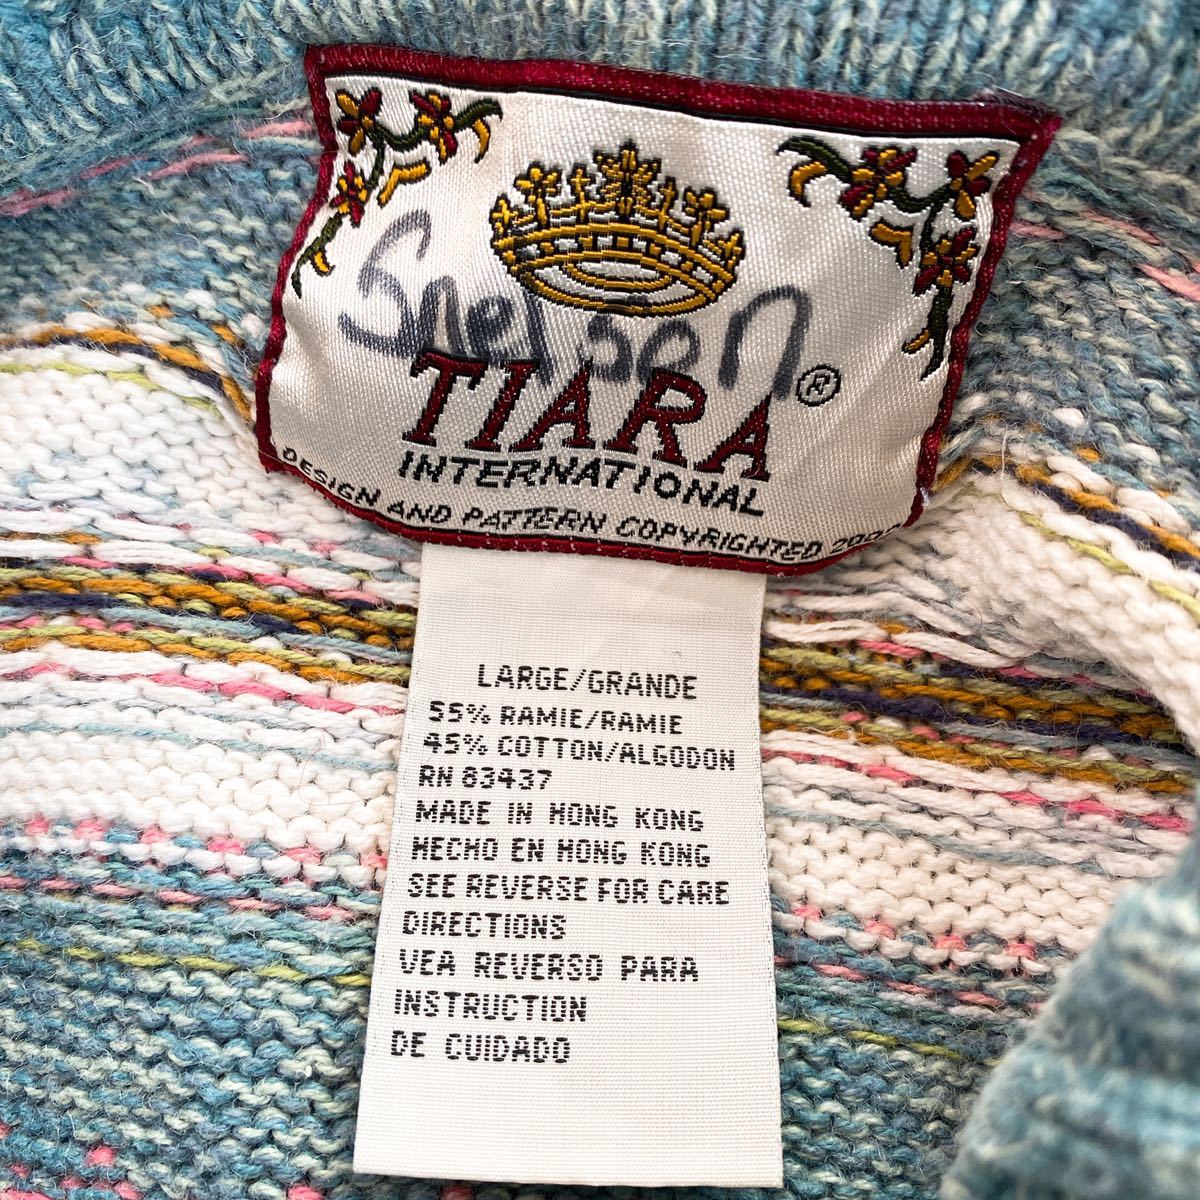 Snelson
TIARA®
INTERNATIONAL
DESIGN AND PATTERN COPYRIGHTED
LARGE/GRANDE
55% RAMIE/RAMIE
45% COTTON/ALGODON
RN 83437
MADE IN HONG KONG
HECHO EN HONG KONG
SEE REVERSE FOR CARE
DIRECTIONS
VEA REVERSO PARA
INSTRUCTION
DE CUIDADO